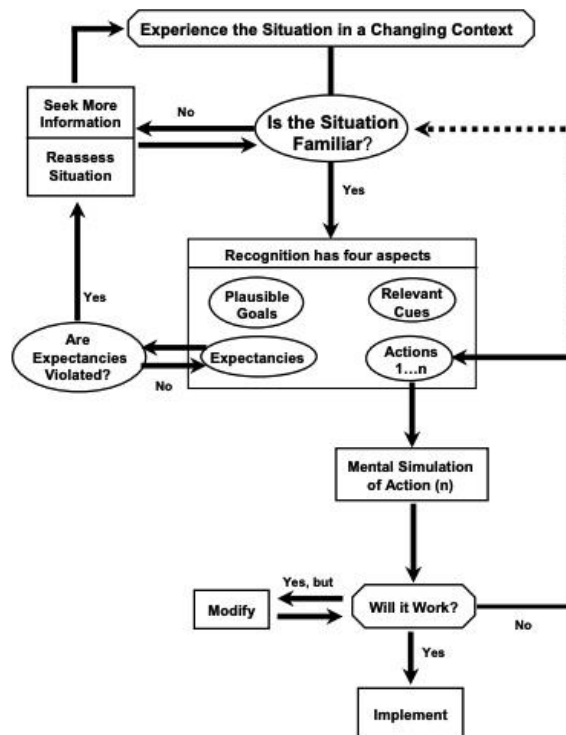 Experience the Situation in a Changing Context
Seek More
Information
No
Is the Situation
Familiar?
Reassess
Situation
Yes
Recognition has four aspects
Plausible
Goals
Relevant
Cues
Yes
Are
Expectancies
Violated?
Expectancies
Actions
1...n
No
Mental Simulation
of Action (n)
Yes, but
Modify
Will it Work?
No
Yes
Implement